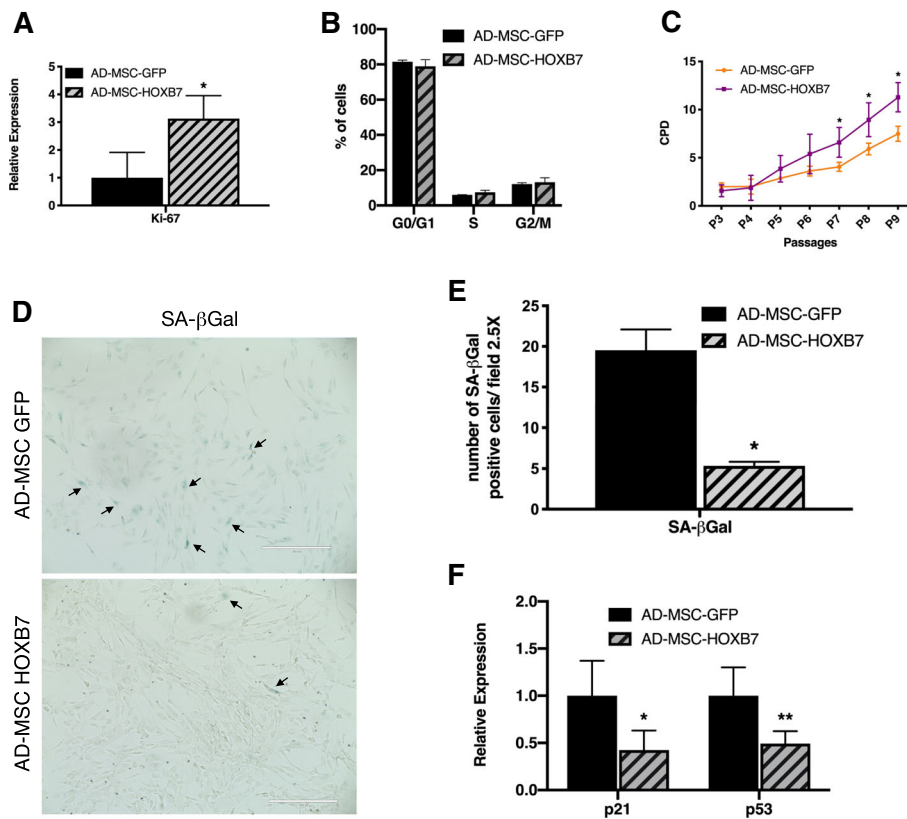 A
Relative Expression
5
4
3
2
1
0
AD-MSC-GFP
AD-MSC-HOXB7
*
Ki-67
B
% of cells
100
80
60
40
20
0
AD-MSC-GFP
AD-MSC-HOXB7
G0/G1 S G2/M
C
CPD
15
10
5
0
AD-MSC-GFP
AD-MSC-HOXB7
* * *
P3 P4 P5 P6 P7 P8 P9
Passages
D
SA-βGal
AD-MSC GFP
AD-MSC HOXB7
E
number of SA-βGal
positive cells/ field 2.5X
25
20
15
10
5
0
AD-MSC-GFP
AD-MSC-HOXB7
*
SA-βGal
F
Relative Expression
2.0
1.5
1.0
0.5
0.0
AD-MSC-GFP
AD-MSC-HOXB7
* **
p21 p53